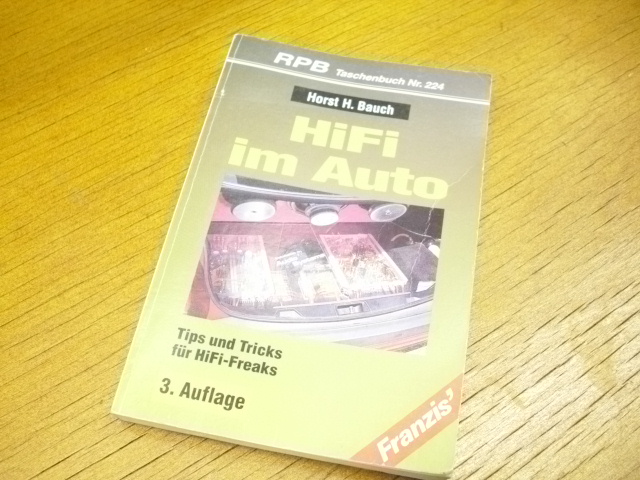 RPB Taschenbuch Nr. 224
Horst H. Bauch
HiFi
im Auto
Tips und Tricks
für HiFi-Freaks
3. Auflage
Franzis'